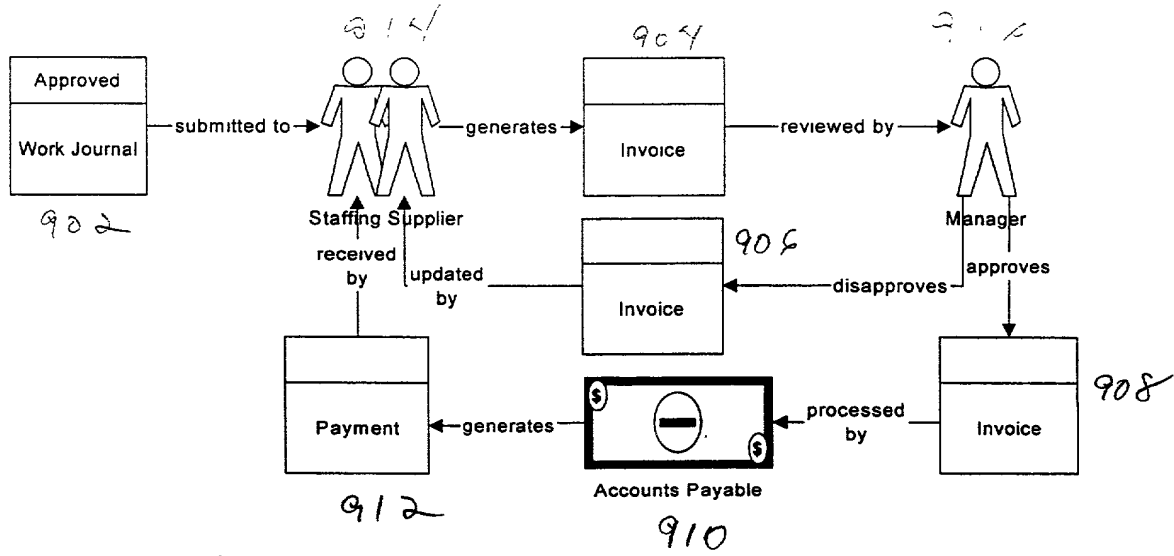 904
Approved
Work Journal
submitted to
generates
Invoice
reviewed by
902
Staffing Supplier
Manager
906
received
by
updated
by
Invoice
disapproves
approves
Payment
generates
$
$
processed
by
Invoice
908
Accounts Payable
912
910